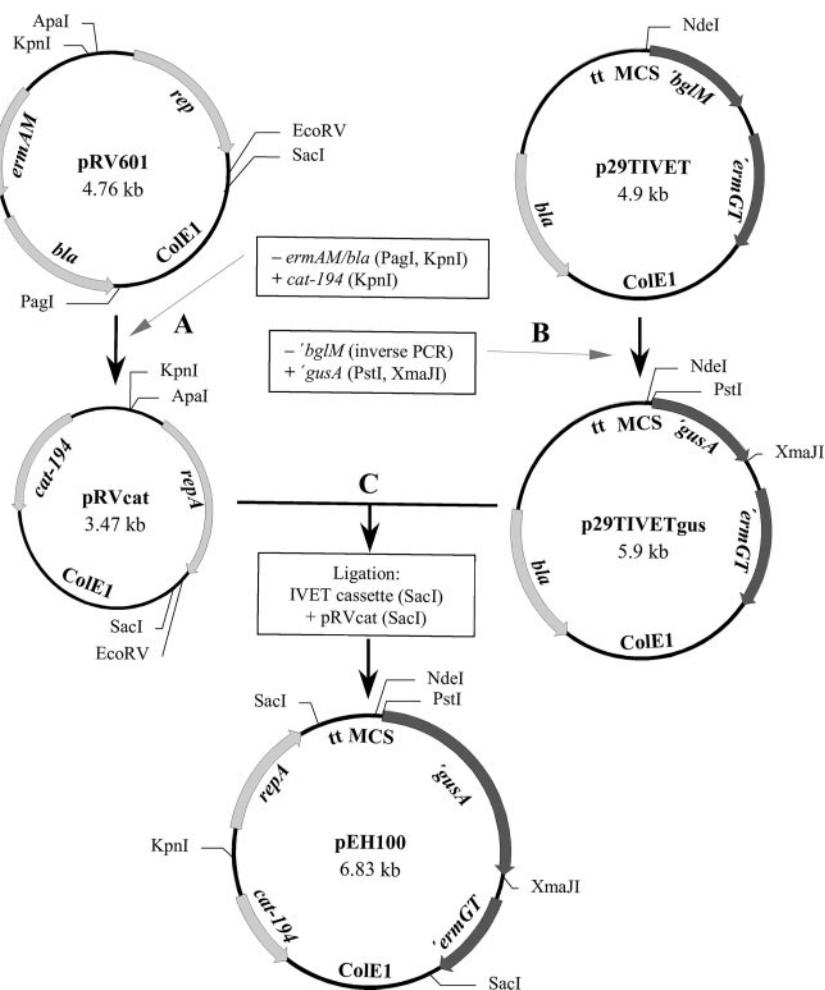 ApaI
KpnI
rep
ermAM
EcoRV
pRV601
SacI
4.76 kb
bla
ColE1
PagI
NdeI
tt MCS ´bglM
p29TIVET
4.9 kb
´ermGT
bla
ColE1
– ermAM/bla (PagI, KpnI)
+ cat-194 (KpnI)
A
– ´bglM (inverse PCR)
+ ´gusA (PstI, XmaJI)
B
KpnI
ApaI
cat-194
repA
pRVcat
3.47 kb
ColE1
SacI
EcoRV
NdeI
PstI
tt MCS ´gusA
XmaJI
p29TIVETgus
5.9 kb
´ermGT
bla
ColE1
C
Ligation:
IVET cassette (SacI)
+ pRVcat (SacI)
NdeI
SacI
PstI
tt MCS
repA
´gusA
KpnI
pEH100
6.83 kb
XmaJI
cat-194
´ermGT
ColE1
SacI